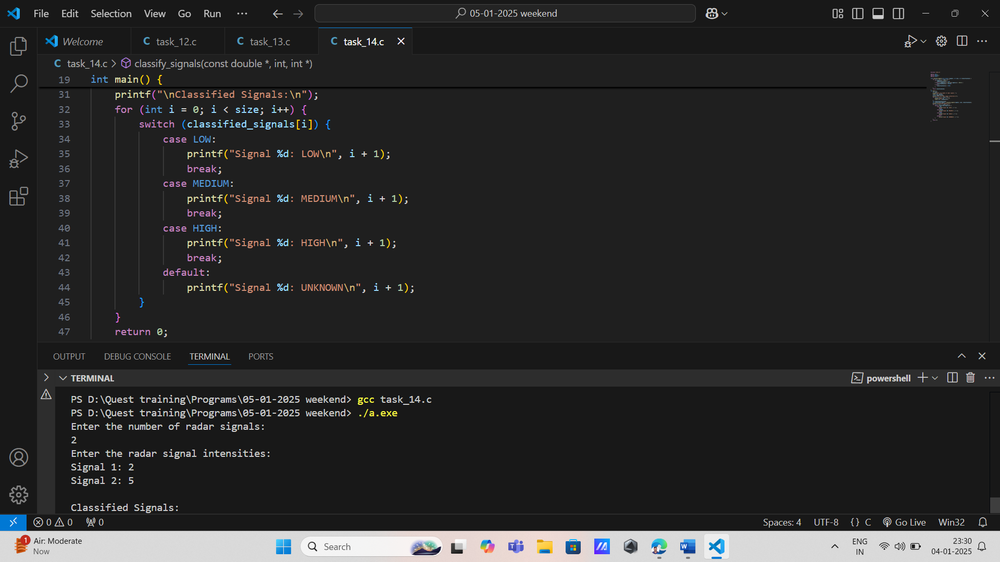 File Edit Selection View Go Run ··· 05-01-2025 weekend
Welcome task_12.c task_13.c task_14.c
task_14.c > classify_signals(const double *, int, int *)
19 int main() {
31 printf("\nClassified Signals:\n");
32 for (int i = 0; i < size; i++) {
33 switch (classified_signals[i]) {
34 case LOW:
35 printf("Signal %d: LOW\n", i + 1);
36 break;
37 case MEDIUM:
38 printf("Signal %d: MEDIUM\n", i + 1);
39 break;
40 case HIGH:
41 printf("Signal %d: HIGH\n", i + 1);
42 break;
43 default:
44 printf("Signal %d: UNKNOWN\n", i + 1);
45 }
46 }
47 return 0;
OUTPUT DEBUG CONSOLE TERMINAL PORTS
TERMINAL powershell
PS D:\Quest training\Programs\05-01-2025 weekend> gcc task_14.c
PS D:\Quest training\Programs\05-01-2025 weekend> ./a.exe
Enter the number of radar signals:
2
Enter the radar signal intensities:
Signal 1: 2
Signal 2: 5
Classified Signals:
0 0 0 Spaces: 4 UTF-8 {} C Go Live Win32
1 Air: Moderate
Now
Search
ENG
IN
23:30
04-01-2025